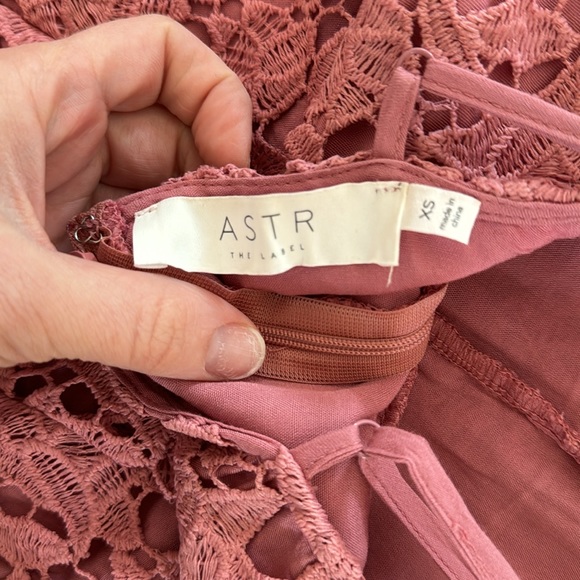 ASTR
THE LABEL
XS
made in
china